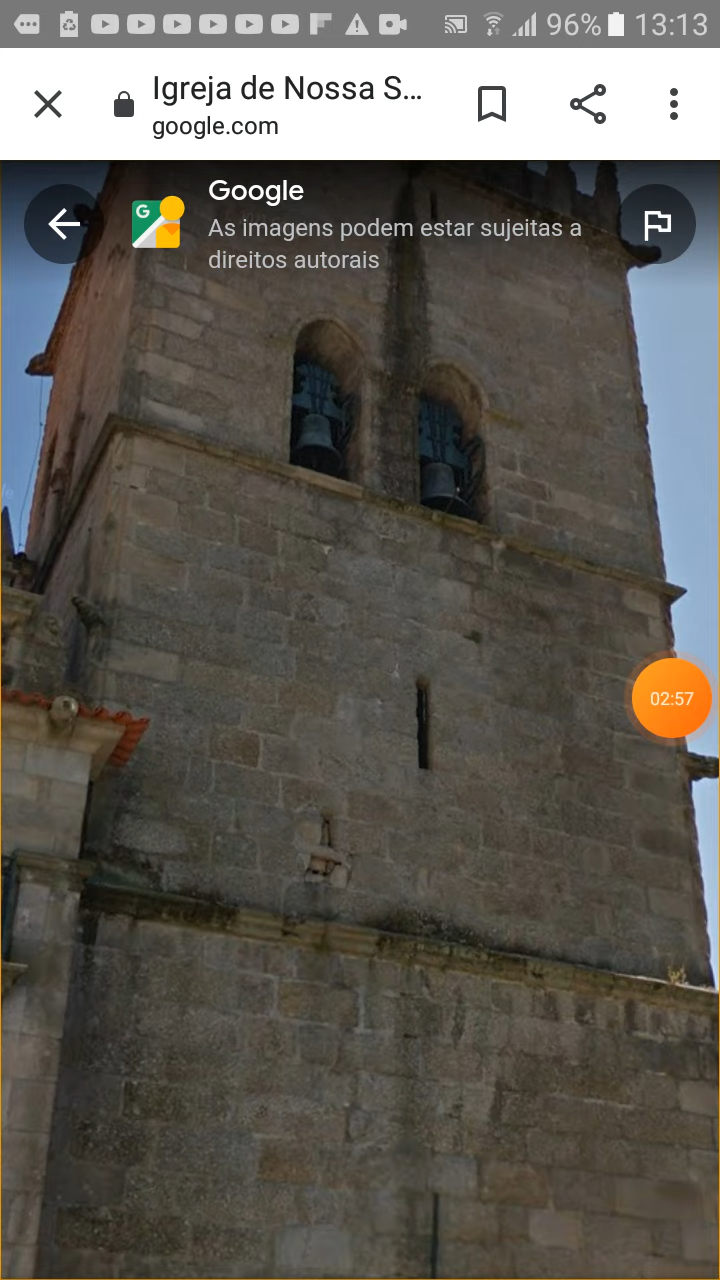 96% 13:13
Igreja de Nossa S...
google.com
G
Google
As imagens podem estar sujeitas a
direitos autorais
02:57